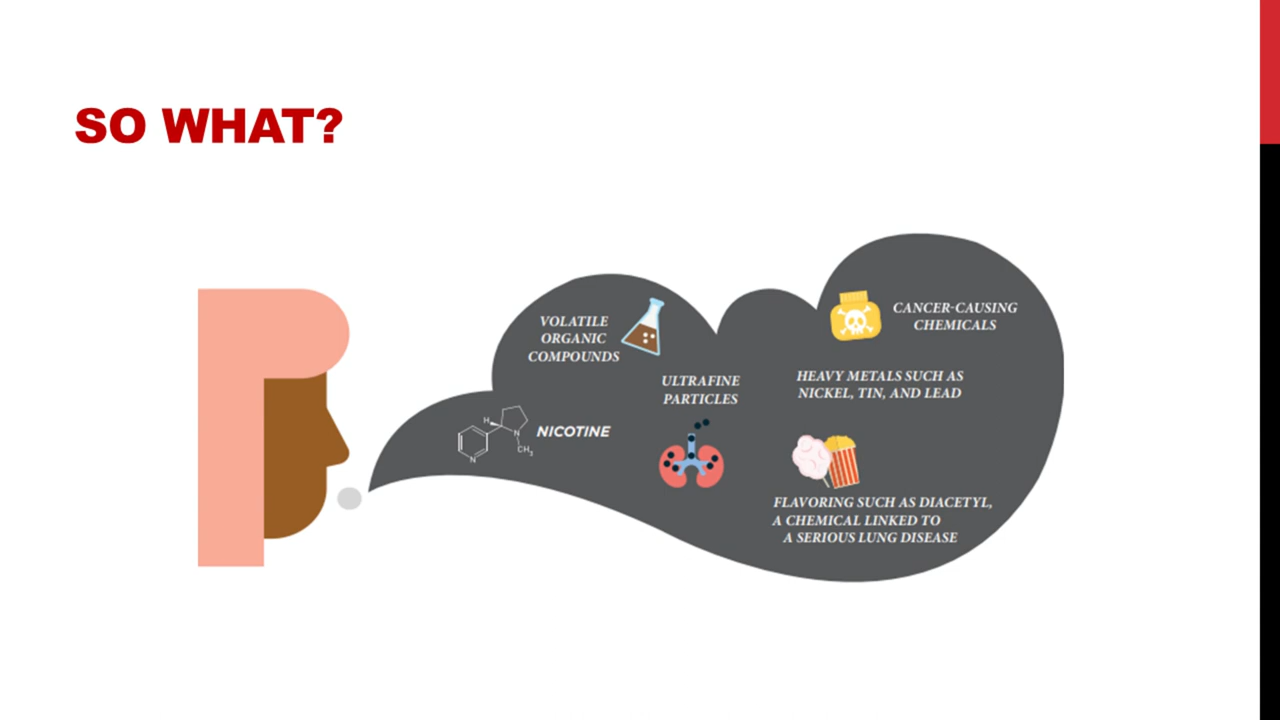 SO WHAT?
VOLATILE
ORGANIC
COMPOUNDS
ULTRAFINE
PARTICLES
H
N
N
CH3
NICOTINE
CANCER-CAUSING
CHEMICALS
HEAVY METALS SUCH AS
NICKEL, TIN, AND LEAD
FLAVORING SUCH AS DIACETYL,
A CHEMICAL LINKED TO
A SERIOUS LUNG DISEASE